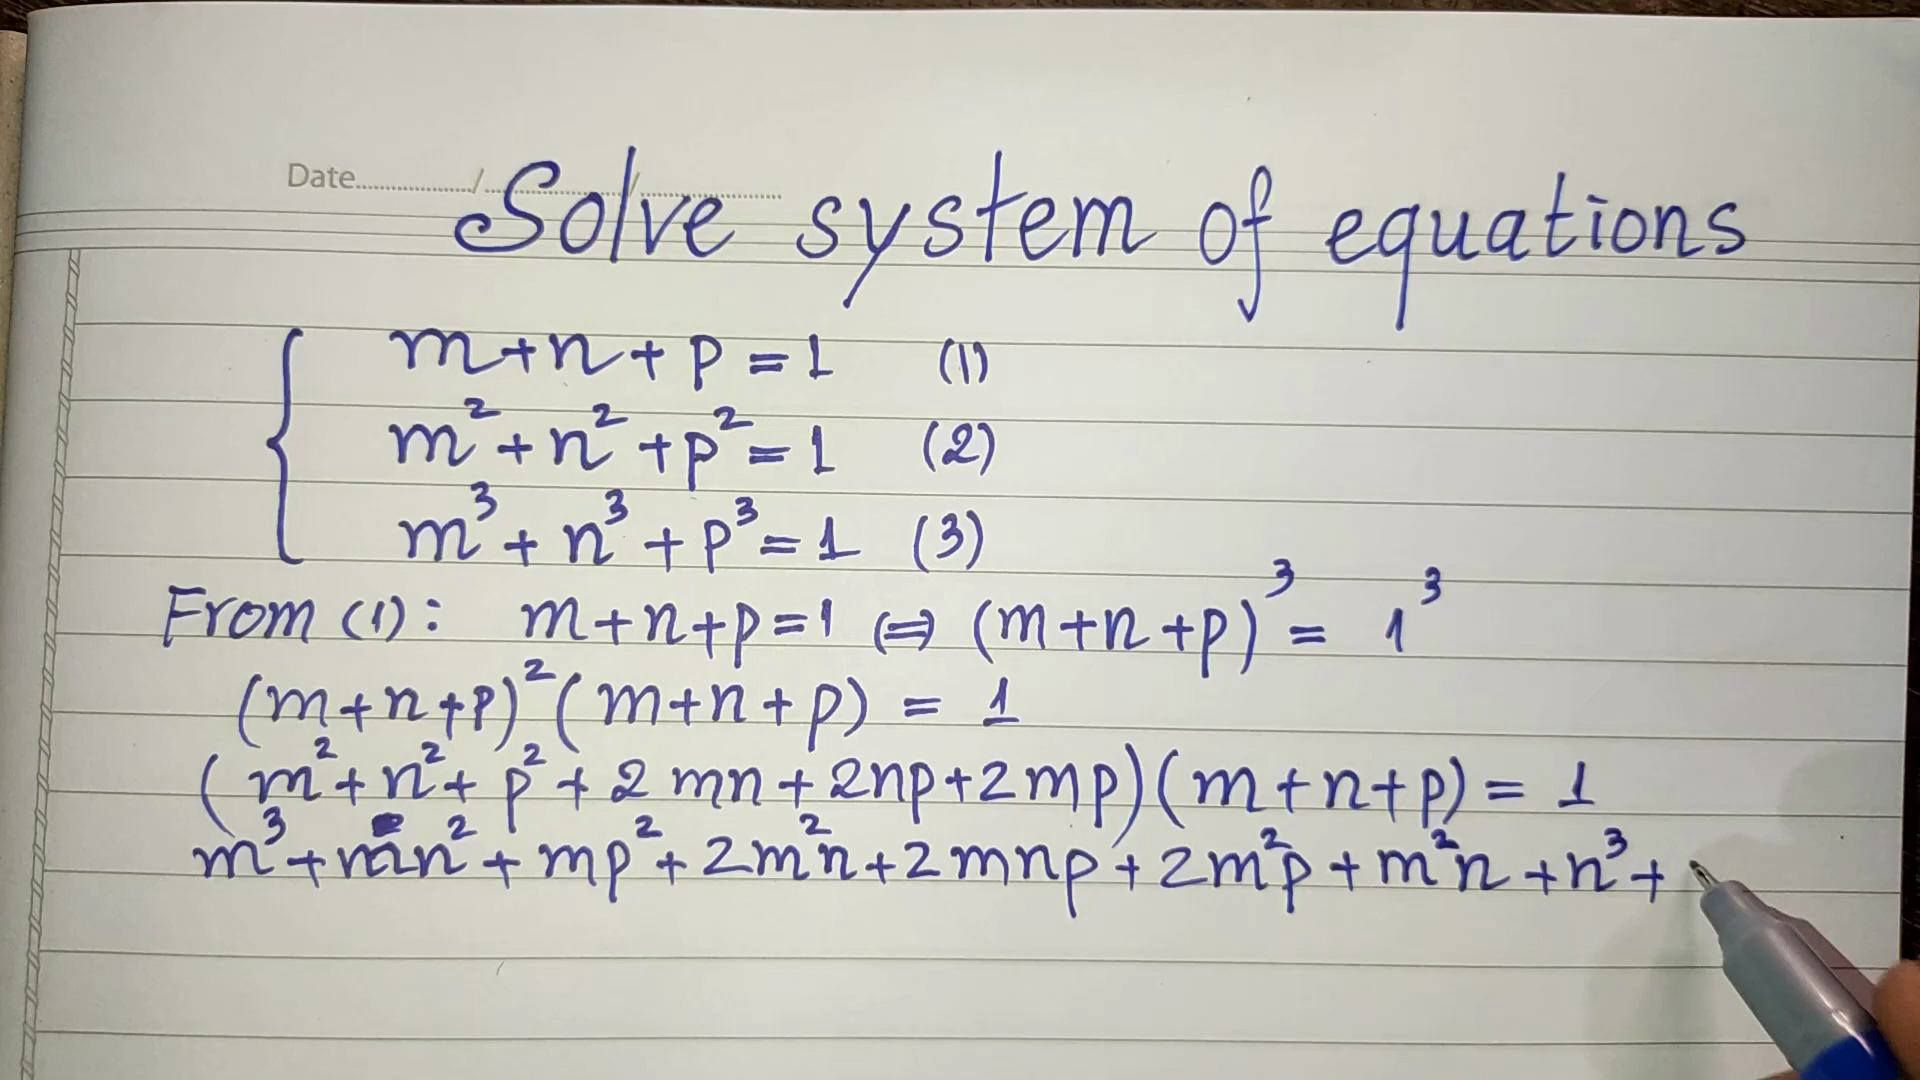 Date............/............/............
Solve system of equations
m+n+p=1 (1)
m²+n²+p²=1 (2)
m³+n³+p³=1 (3)
From (1): m+n+p=1 ⇔ (m+n+p)³ = 1³
(m+n+p)²(m+n+p) = 1
(m²+n²+p²+2mn+2np+2mp)(m+n+p) = 1
m³+mn²+mp²+2m²n+2mnp+2m²p+m²n+n³+